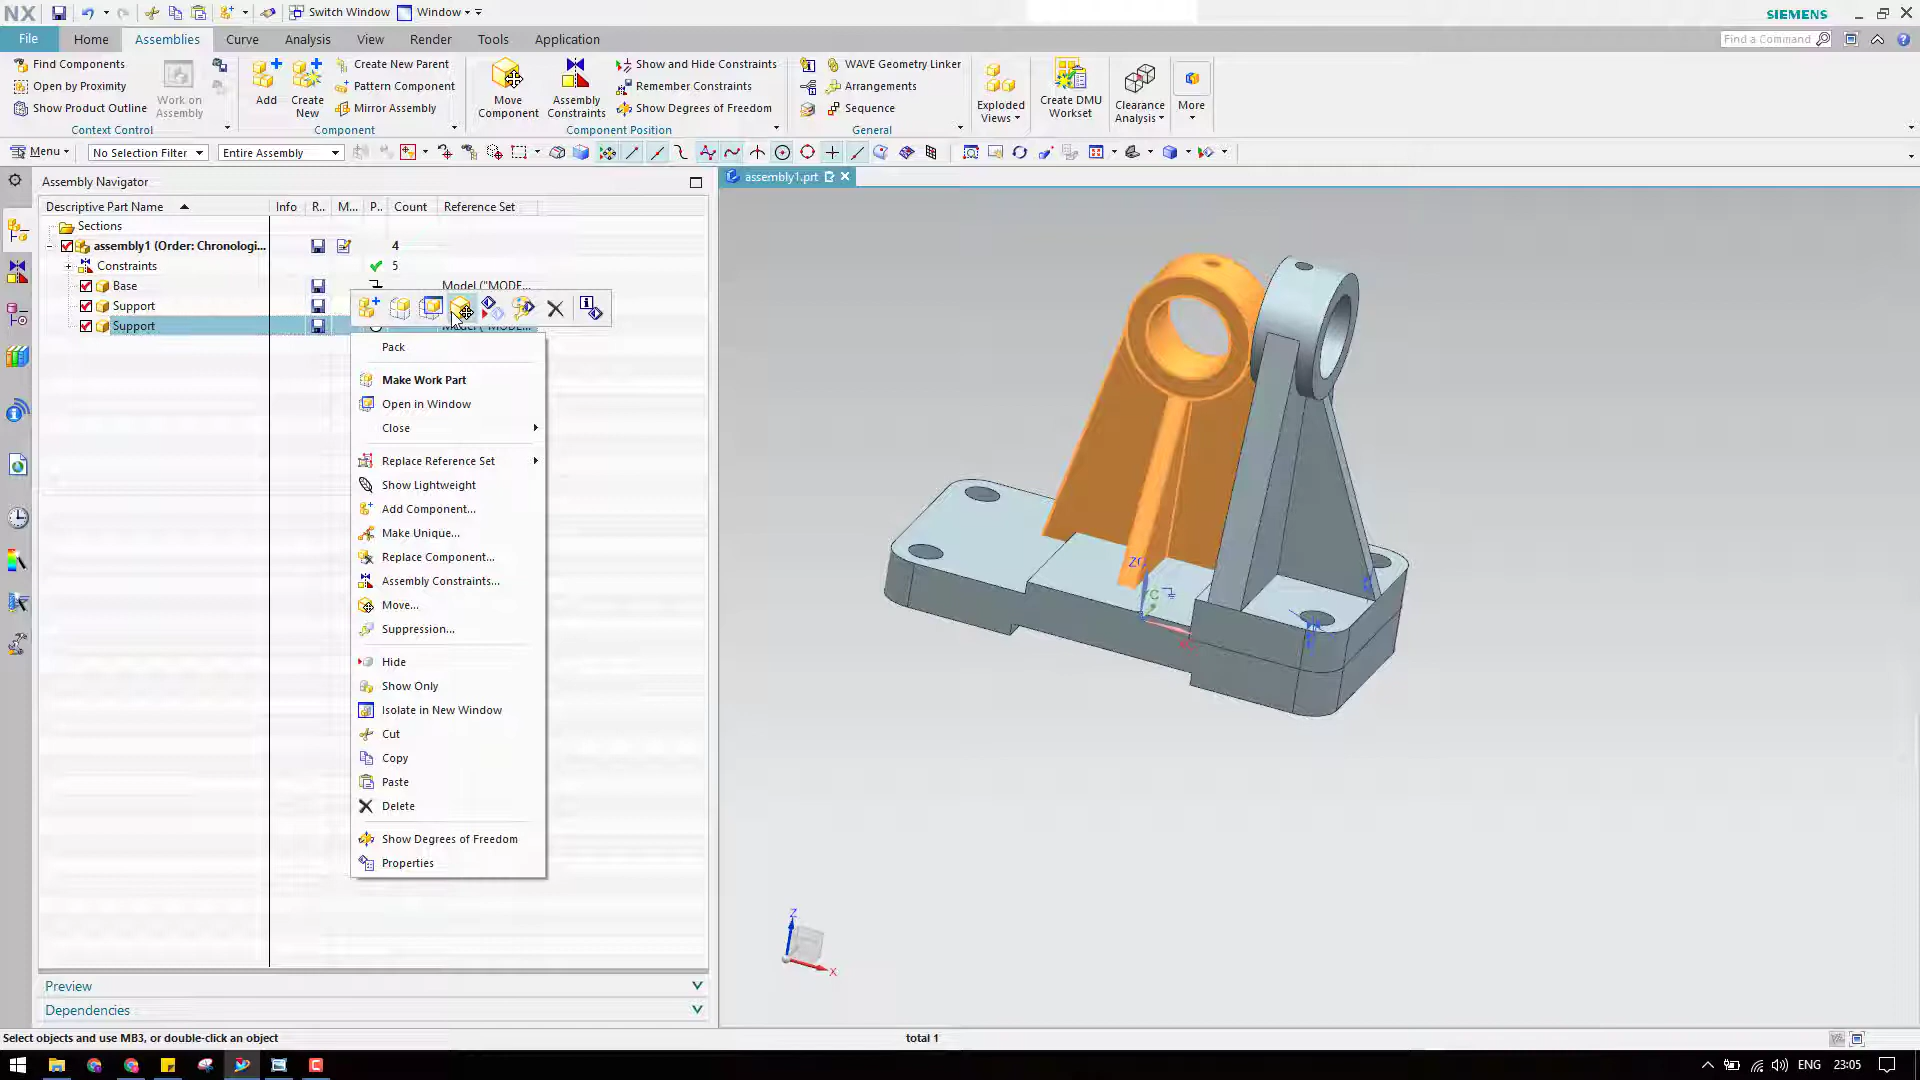 NX Switch Window Window SIEMENS
File Home Assemblies Curve Analysis View Render Tools Application Find a Command
Find Components
Open by Proximity
Show Product Outline
Work on
Assembly
Context Control
Add
Create
New
Create New Parent
Pattern Component
Mirror Assembly
Component
Move
Component
Assembly
Constraints
Show and Hide Constraints
Remember Constraints
Show Degrees of Freedom
Component Position
WAVE Geometry Linker
Arrangements
Sequence
General
Exploded
Views
Create DMU
Workset
Clearance
Analysis
More
Menu No Selection Filter Entire Assembly
Assembly Navigator
assembly1.prt
Descriptive Part Name Info R.. M... P.. Count Reference Set
Sections
assembly1 (Order: Chronologi... 4
Constraints 5
Base Model ("MODE...
Support
Support
Pack
Make Work Part
Open in Window
Close
Replace Reference Set
Show Lightweight
Add Component...
Make Unique...
Replace Component...
Assembly Constraints...
Move...
Suppression...
Hide
Show Only
Isolate in New Window
Cut
Copy
Paste
Delete
Show Degrees of Freedom
Properties
Z
X
Preview
Dependencies
Select objects and use MB3, or double-click an object total 1
ENG 23:05